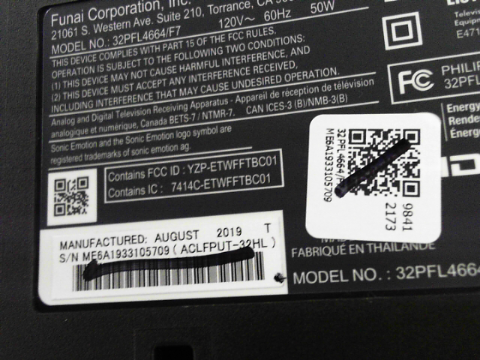 Funai Corporation, Inc.
21061 S. Western Ave. Suite 210, Torrance, CA
MODEL NO.: 32PFL4664/F7 120V~ 60Hz 50W
THIS DEVICE COMPLIES WITH PART 15 OF THE FCC RULES.
OPERATION IS SUBJECT TO THE FOLLOWING TWO CONDITIONS:
(1)THIS DEVICE MAY NOT CAUSE HARMFUL INTERFERENCE, AND
(2)THIS DEVICE MUST ACCEPT ANY INTERFERENCE RECEIVED,
INCLUDING INTERFERENCE THAT MAY CAUSE UNDESIRED OPERATION.
Analog and Digital Television Receiving Apparatus - Appareil de réception de télévision
analogique et numérique, Canada BETS-7 / NTMR-7. CAN ICES-3 (B)/NMB-3(B)
Sonic Emotion and the Sonic Emotion logo symbol are
registered trademarks of sonic emotion ag.
Contains FCC ID : YZP-ETWFFTBC01
Contains IC : 7414C-ETWFFTBC01
MANUFACTURED: AUGUST 2019 T
S/N ME6A1933105709 (ACLFPUT-32HL)
LISTED
E471
FC
PHILIP
32PFL
32PFL4664/
ME6A1933105709
9841
2173
FABRIQUÉ EN THAÏLANDE
MODEL NO.: 32PFL4664